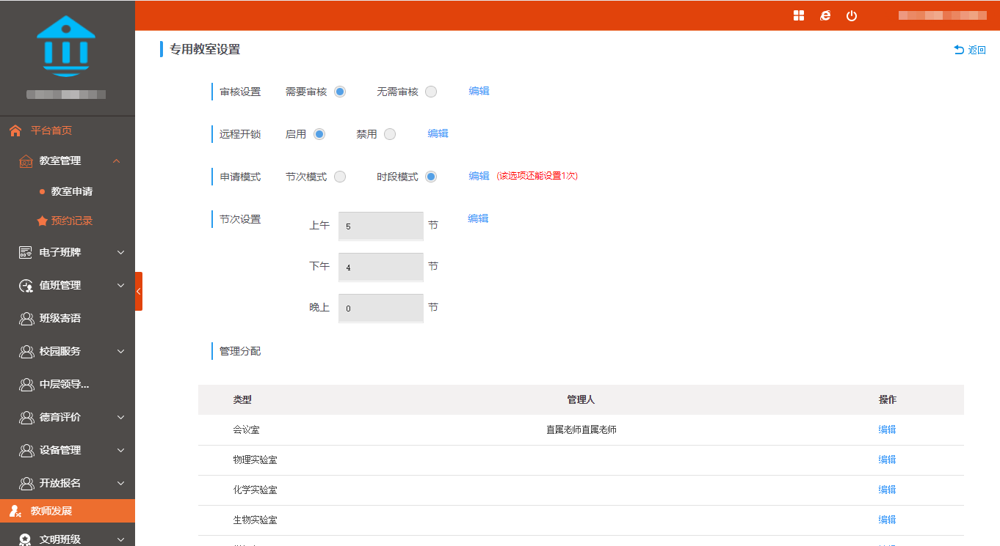 专用教室设置
返回
审核设置 需要审核 无需审核 编辑
远程开锁 启用 禁用 编辑
申请模式 节次模式 时段模式 编辑 (该选项还能设置1次)
节次设置 上午 5 节 编辑
下午 4 节
晚上 0 节
管理分配
类型 管理人 操作
会议室 直属老师直属老师 编辑
物理实验室 编辑
化学实验室 编辑
生物实验室 编辑
平台首页
教室管理
教室申请
预约记录
电子班牌
值班管理
班级寄语
校园服务
中层领导...
德育评价
设备管理
开放报名
教师发展
文明班级